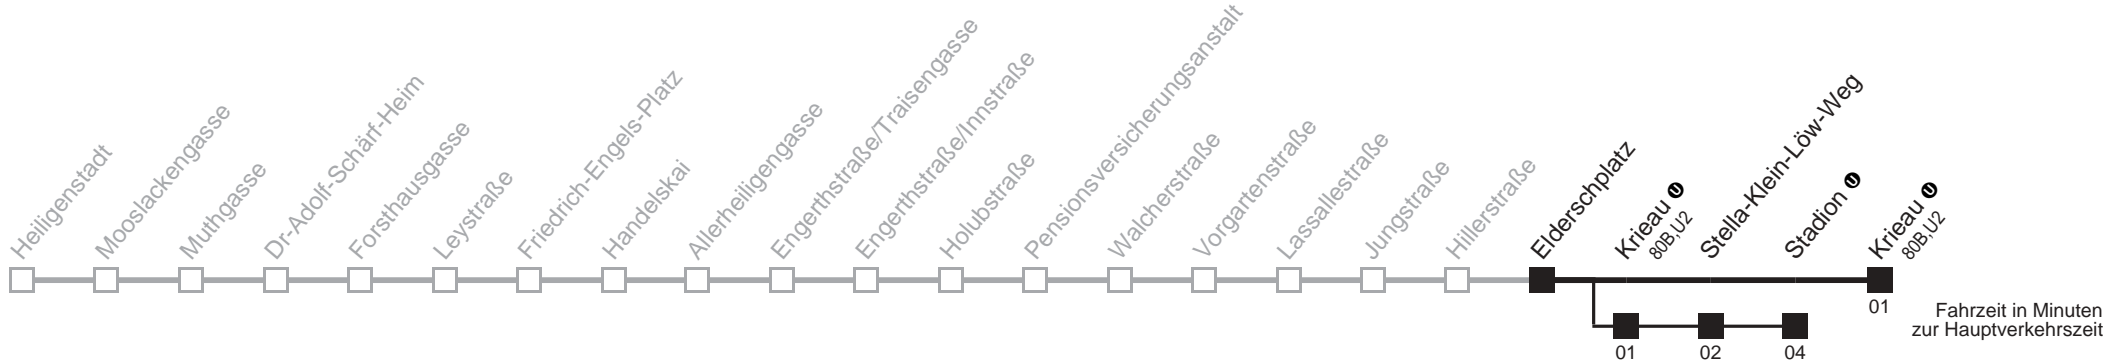 Heiligenstadt
Mooslackengasse
Muthgasse
Dr-Adolf-Schärf-Heim
Forsthausgasse
Leystraße
Friedrich-Engels-Platz
Handelskai
Allerheiligengasse
Engerthstraße/Traisengasse
Engerthstraße/Innstraße
Holubstraße
Pensionsversicherungsanstalt
Walcherstraße
Vorgartenstraße
Lassallestraße
Jungstraße
Hillerstraße
Elderschplatz
Krieau U
80B,U2
Stella-Klein-Löw-Weg
Stadion U
Krieau U
80B,U2
01
01
02
04
Fahrzeit in Minuten
zur Hauptverkehrszeit